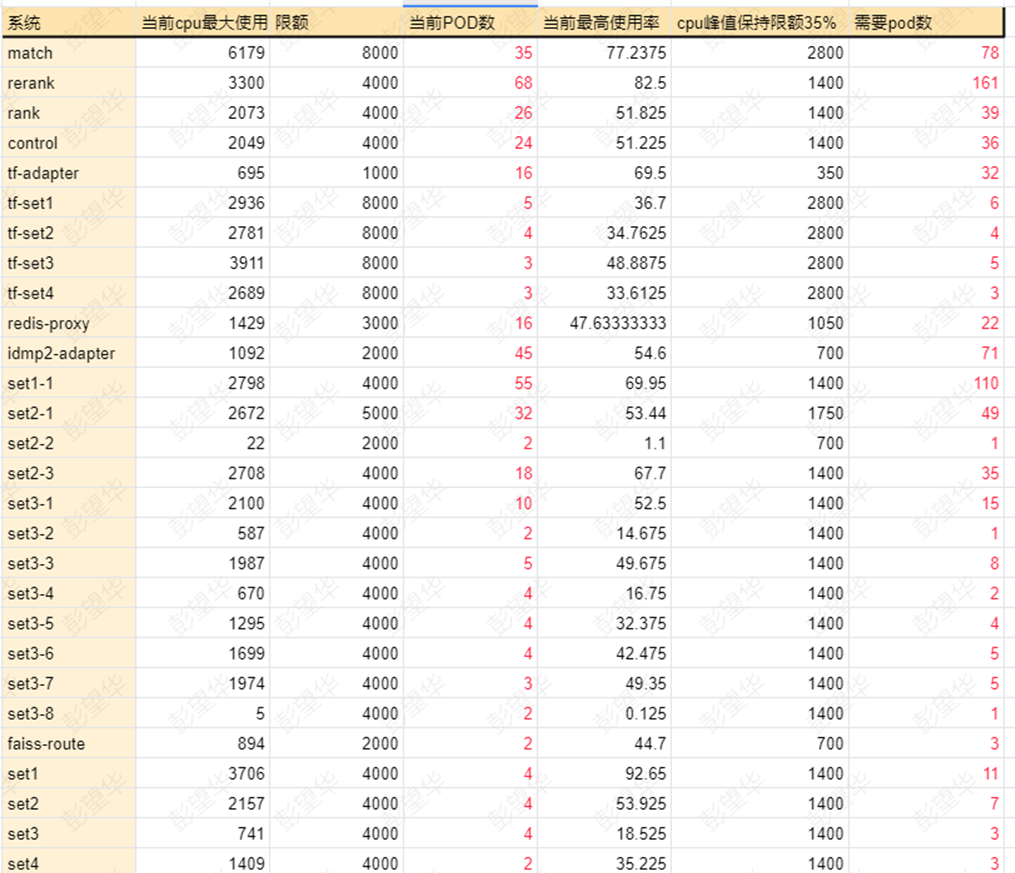 系统 当前cpu最大使用 限额 当前POD数 当前最高使用率 cpu峰值保持限额35% 需要pod数
match 6179 8000 35 77.2375 2800 78
rerank 3300 4000 68 82.5 1400 161
rank 2073 4000 26 51.825 1400 39
control 2049 4000 24 51.225 1400 36
tf-adapter 695 1000 16 69.5 350 32
tf-set1 2936 8000 5 36.7 2800 6
tf-set2 2781 8000 4 34.7625 2800 4
tf-set3 3911 8000 3 48.8875 2800 5
tf-set4 2689 8000 3 33.6125 2800 3
redis-proxy 1429 3000 16 47.63333333 1050 22
idmp2-adapter 1092 2000 45 54.6 700 71
set1-1 2798 4000 55 69.95 1400 110
set2-1 2672 5000 32 53.44 1750 49
set2-2 22 2000 2 1.1 700 1
set2-3 2708 4000 18 67.7 1400 35
set3-1 2100 4000 10 52.5 1400 15
set3-2 587 4000 2 14.675 1400 1
set3-3 1987 4000 5 49.675 1400 8
set3-4 670 4000 4 16.75 1400 2
set3-5 1295 4000 4 32.375 1400 4
set3-6 1699 4000 4 42.475 1400 5
set3-7 1974 4000 3 49.35 1400 5
set3-8 5 4000 2 0.125 1400 1
faiss-route 894 2000 2 44.7 700 3
set1 3706 4000 4 92.65 1400 11
set2 2157 4000 4 53.925 1400 7
set3 741 4000 4 18.525 1400 3
set4 1409 4000 2 35.225 1400 3